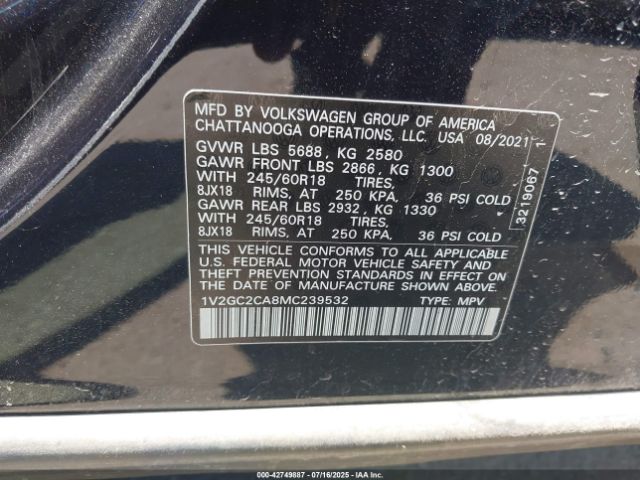 MFD BY VOLKSWAGEN GROUP OF AMERICA
CHATTANOOGA OPERATIONS, LLC. USA 08/2021
GVWR LBS 5688, KG 2580
GAWR FRONT LBS 2866, KG 1300
WITH 245/60R18 TIRES,
8JX18 RIMS, AT 250 KPA, 36 PSI COLD
GAWR REAR LBS 2932, KG 1330
WITH 245/60R18 TIRES,
8JX18 RIMS, AT 250 KPA, 36 PSI COLD
THIS VEHICLE CONFORMS TO ALL APPLICABLE
U.S. FEDERAL MOTOR VEHICLE SAFETY AND
THEFT PREVENTION STANDARDS IN EFFECT ON
THE DATE OF MANUFACTURE SHOWN ABOVE.
1V2GC2CA8MC239532 TYPE: MPV
3219067
000-42749887 - 07/16/2025 - IAAI.com